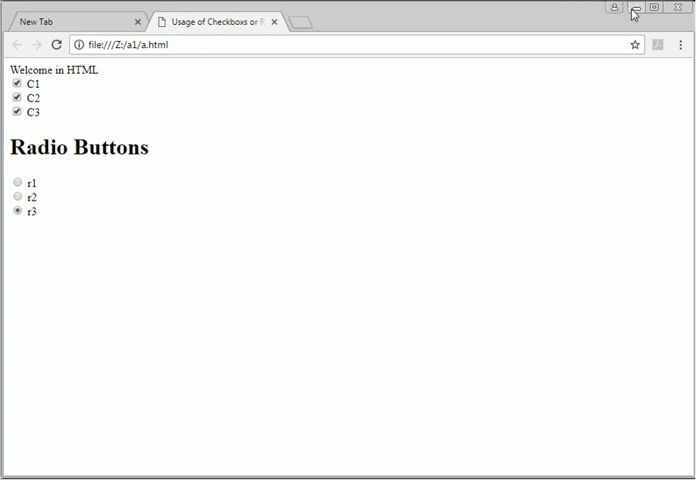 New Tab
Usage of Checkboxs or R
file:///Z:/a1/a.html
Welcome in HTML
C1
C2
C3
Radio Buttons
r1
r2
r3